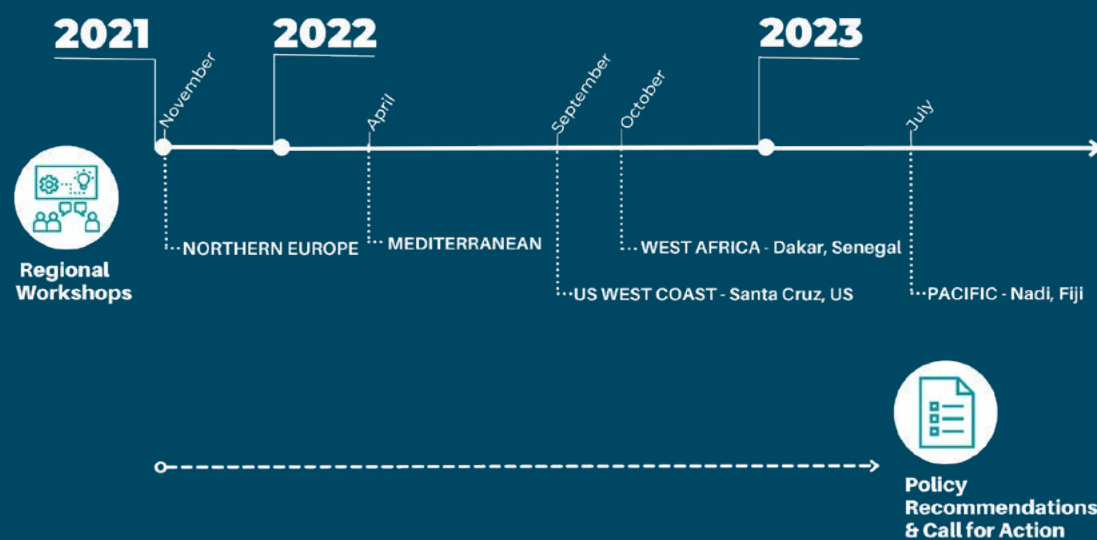 2021
2022
2023
November
April
September
October
July
Regional
Workshops
NORTHERN EUROPE
MEDITERRANEAN
WEST AFRICA - Dakar, Senegal
US WEST COAST - Santa Cruz, US
PACIFIC - Nadi, Fiji
Policy
Recommendations
& Call for Action